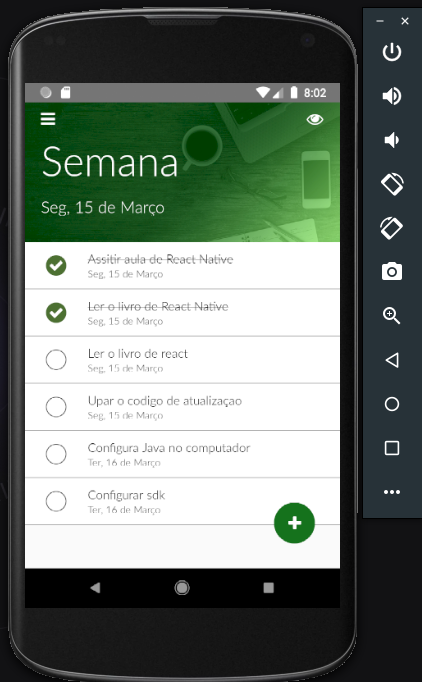 8:02
Semana
Seg, 15 de Março
Assitir aula de React Native
Seg, 15 de Março
Ler o livro de React Native
Seg, 15 de Março
Ler o livro de react
Seg, 15 de Março
Upar o codigo de atualizaçao
Seg, 15 de Março
Configura Java no computador
Ter, 16 de Março
Configurar sdk
Ter, 16 de Março